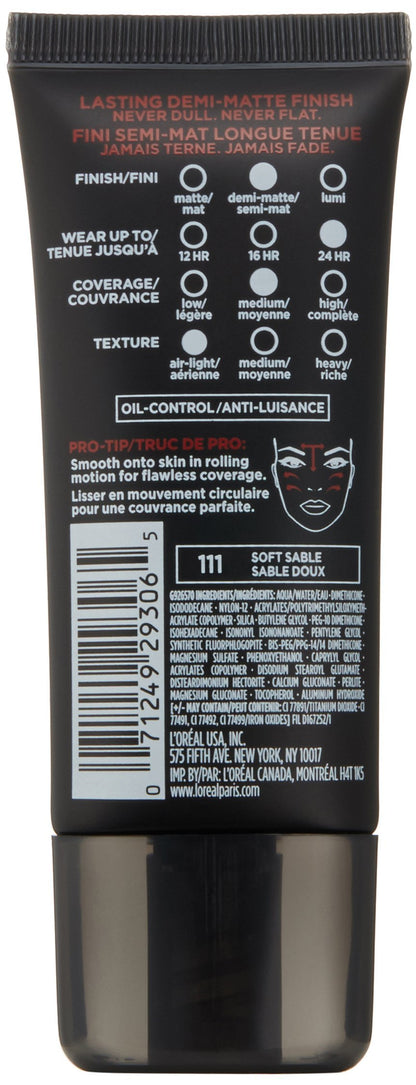 LASTING DEMI-MATTE FINISH
NEVER DULL. NEVER FLAT.
FINI SEMI-MAT LONGUE TENUE
JAMAIS TERNE. JAMAIS FADE.
FINISH/FINI
matte/ demi-matte/ lumi
mat semi-mat
WEAR UP TO/
TENUE JUSQU'À
12 HR 16 HR 24 HR
COVERAGE/
COUVRANCE
low/ medium/ high/
légère moyenne complète
TEXTURE
air-light/ medium/ heavy/
aérienne moyenne riche
OIL-CONTROL/ANTI-LUISANCE
PRO-TIP/TRUC DE PRO:
Smooth onto skin in rolling
motion for flawless coverage.
Lisser en mouvement circulaire
pour une couvrance parfaite.
111 SOFT SABLE
SABLE DOUX
G926570 INGREDIENTS/INGRÉDIENTS: AQUA/WATER/EAU • DIMETHICONE •
ISODODECANE • NYLON-12 • ACRYLATES/POLYTRIMETHYLSILOXYMETH-
ACRYLATE COPOLYMER • SILICA • BUTYLENE GLYCOL • PEG-10 DIMETHICONE •
ISOHEXADECANE • ISONONYL ISONONANOATE • PENTYLENE GLYCOL •
SYNTHETIC FLUORPHLOGOPITE • BIS-PEG/PPG-14/14 DIMETHICONE •
MAGNESIUM SULFATE • PHENOXYETHANOL • CAPRYLYL GLYCOL •
ACRYLATES COPOLYMER • DISODIUM STEAROYL GLUTAMATE •
DISTEARDIMONIUM HECTORITE • CALCIUM GLUCONATE • PERLITE •
MAGNESIUM GLUCONATE • TOCOPHEROL • ALUMINUM HYDROXIDE
[+/- MAY CONTAIN/PEUT CONTENIR: CI 77891/TITANIUM DIOXIDE • CI
77491, CI 77492, CI 77499/IRON OXIDES] FIL D167252/1
L'ORÉAL USA, INC.
575 FIFTH AVE. NEW YORK, NY 10017
IMP. BY/PAR: L'ORÉAL CANADA, MONTRÉAL H4T 1K5
www.lorealparis.com
0 71249 29306 5